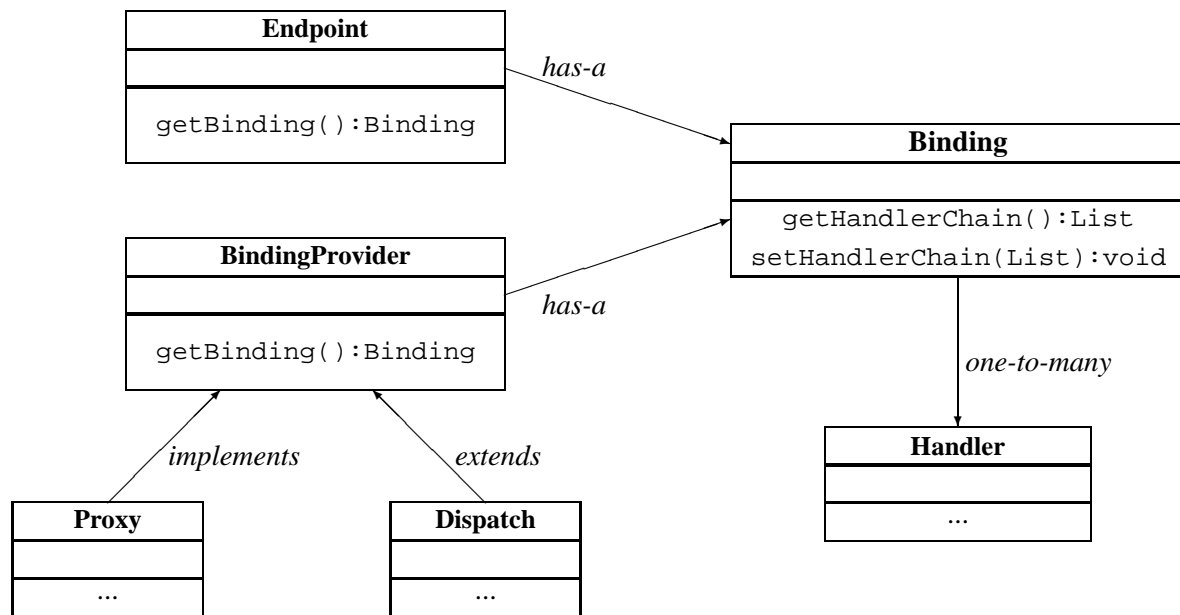 Endpoint
has-a
getBinding():Binding
Binding
getHandlerChain():List
setHandlerChain(List):void
BindingProvider
has-a
getBinding():Binding
one-to-many
implements
extends
Handler
...
Proxy
...
Dispatch
...